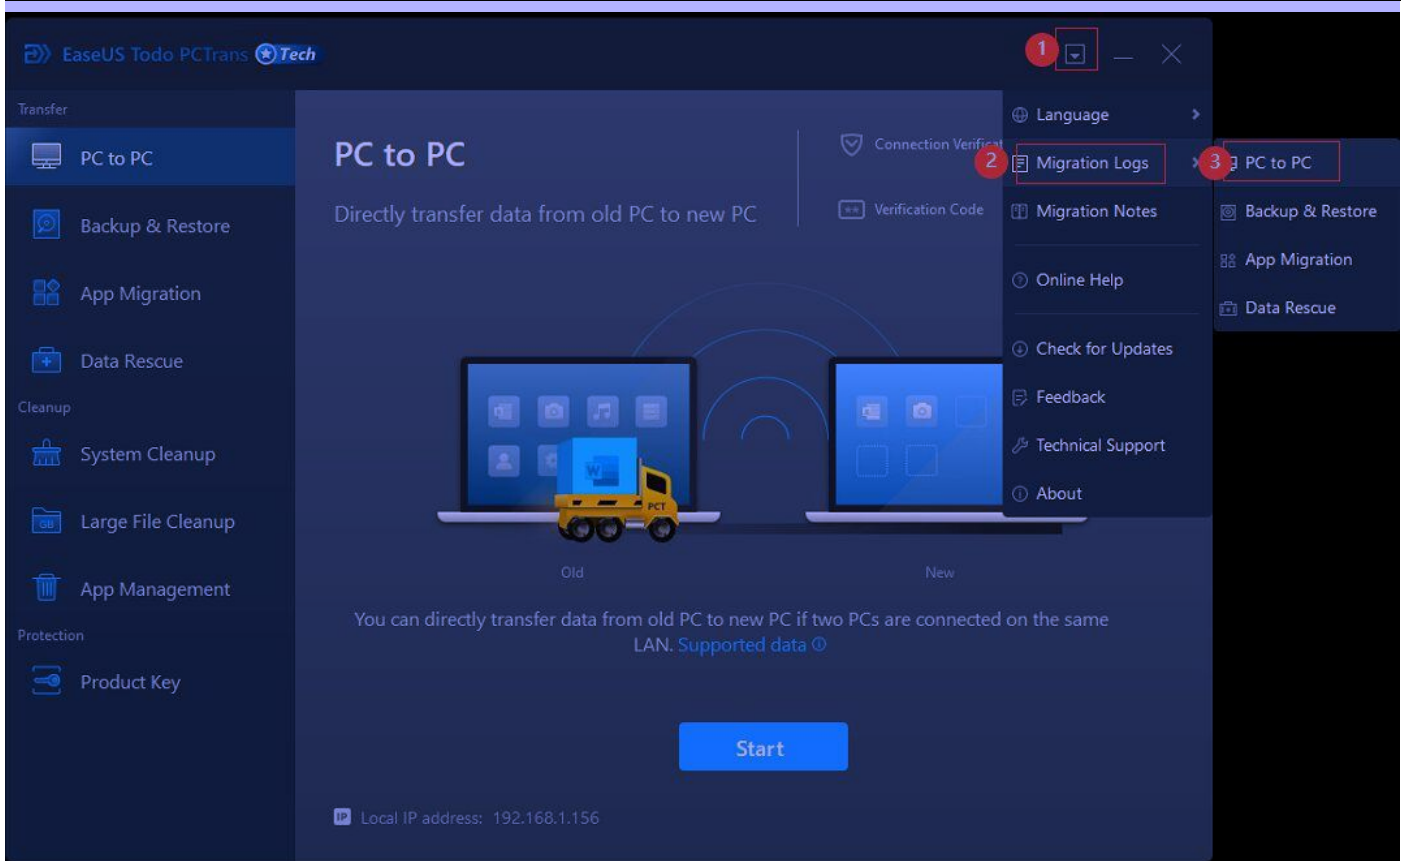 EaseUS Todo PCTrans Tech
1
Transfer
PC to PC
Backup & Restore
App Migration
Data Rescue
Cleanup
System Cleanup
Large File Cleanup
GB
App Management
Protection
Product Key
PC to PC
Directly transfer data from old PC to new PC
Connection Verificat
Verification Code
W
PCT
Old
New
You can directly transfer data from old PC to new PC if two PCs are connected on the same
LAN. Supported data
Start
IP Local IP address: 192.168.1.156
Language
2 Migration Logs
Migration Notes
Online Help
Check for Updates
Feedback
Technical Support
About
3 PC to PC
Backup & Restore
App Migration
Data Rescue